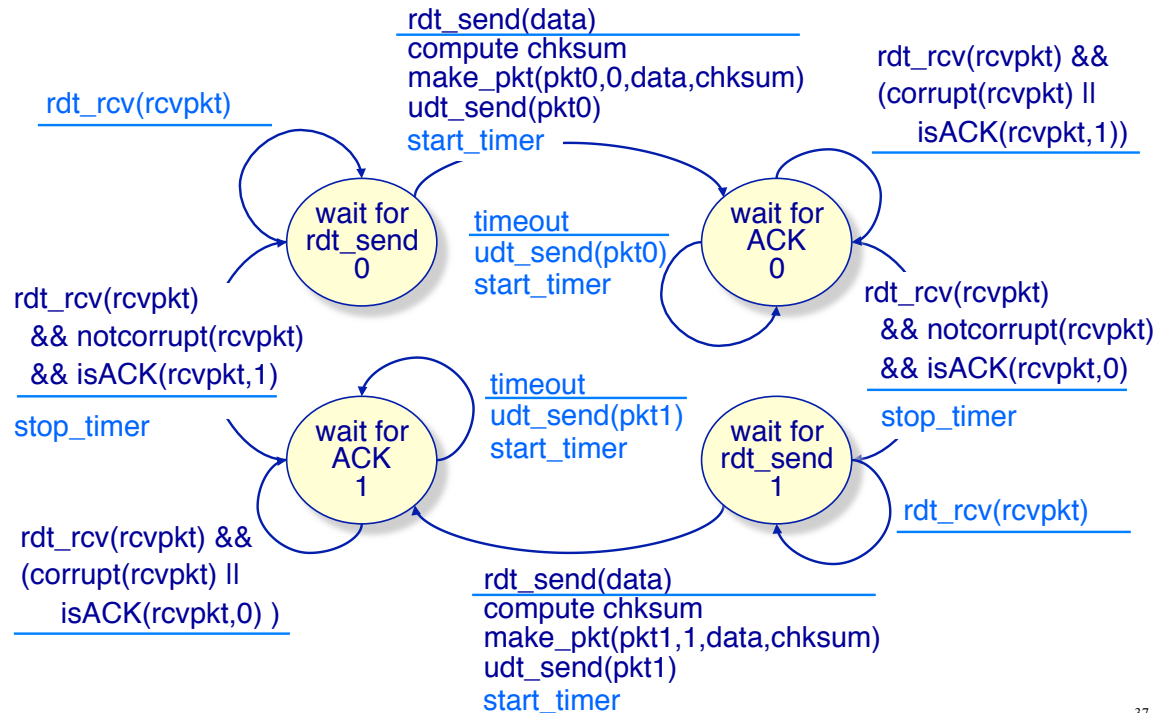 rdt_send(data)
compute chksum
make_pkt(pkt0,0,data,chksum)
udt_send(pkt0)
start_timer
rdt_rcv(rcvpkt) &&
(corrupt(rcvpkt) ||
isACK(rcvpkt,1))
rdt_rcv(rcvpkt)
wait for
rdt_send
0
timeout
udt_send(pkt0)
start_timer
wait for
ACK
0
rdt_rcv(rcvpkt)
&& notcorrupt(rcvpkt)
&& isACK(rcvpkt,1)
stop_timer
rdt_rcv(rcvpkt)
&& notcorrupt(rcvpkt)
&& isACK(rcvpkt,0)
stop_timer
wait for
ACK
1
timeout
udt_send(pkt1)
start_timer
wait for
rdt_send
1
rdt_rcv(rcvpkt)
rdt_rcv(rcvpkt) &&
(corrupt(rcvpkt) ||
isACK(rcvpkt,0) )
rdt_send(data)
compute chksum
make_pkt(pkt1,1,data,chksum)
udt_send(pkt1)
start_timer
37